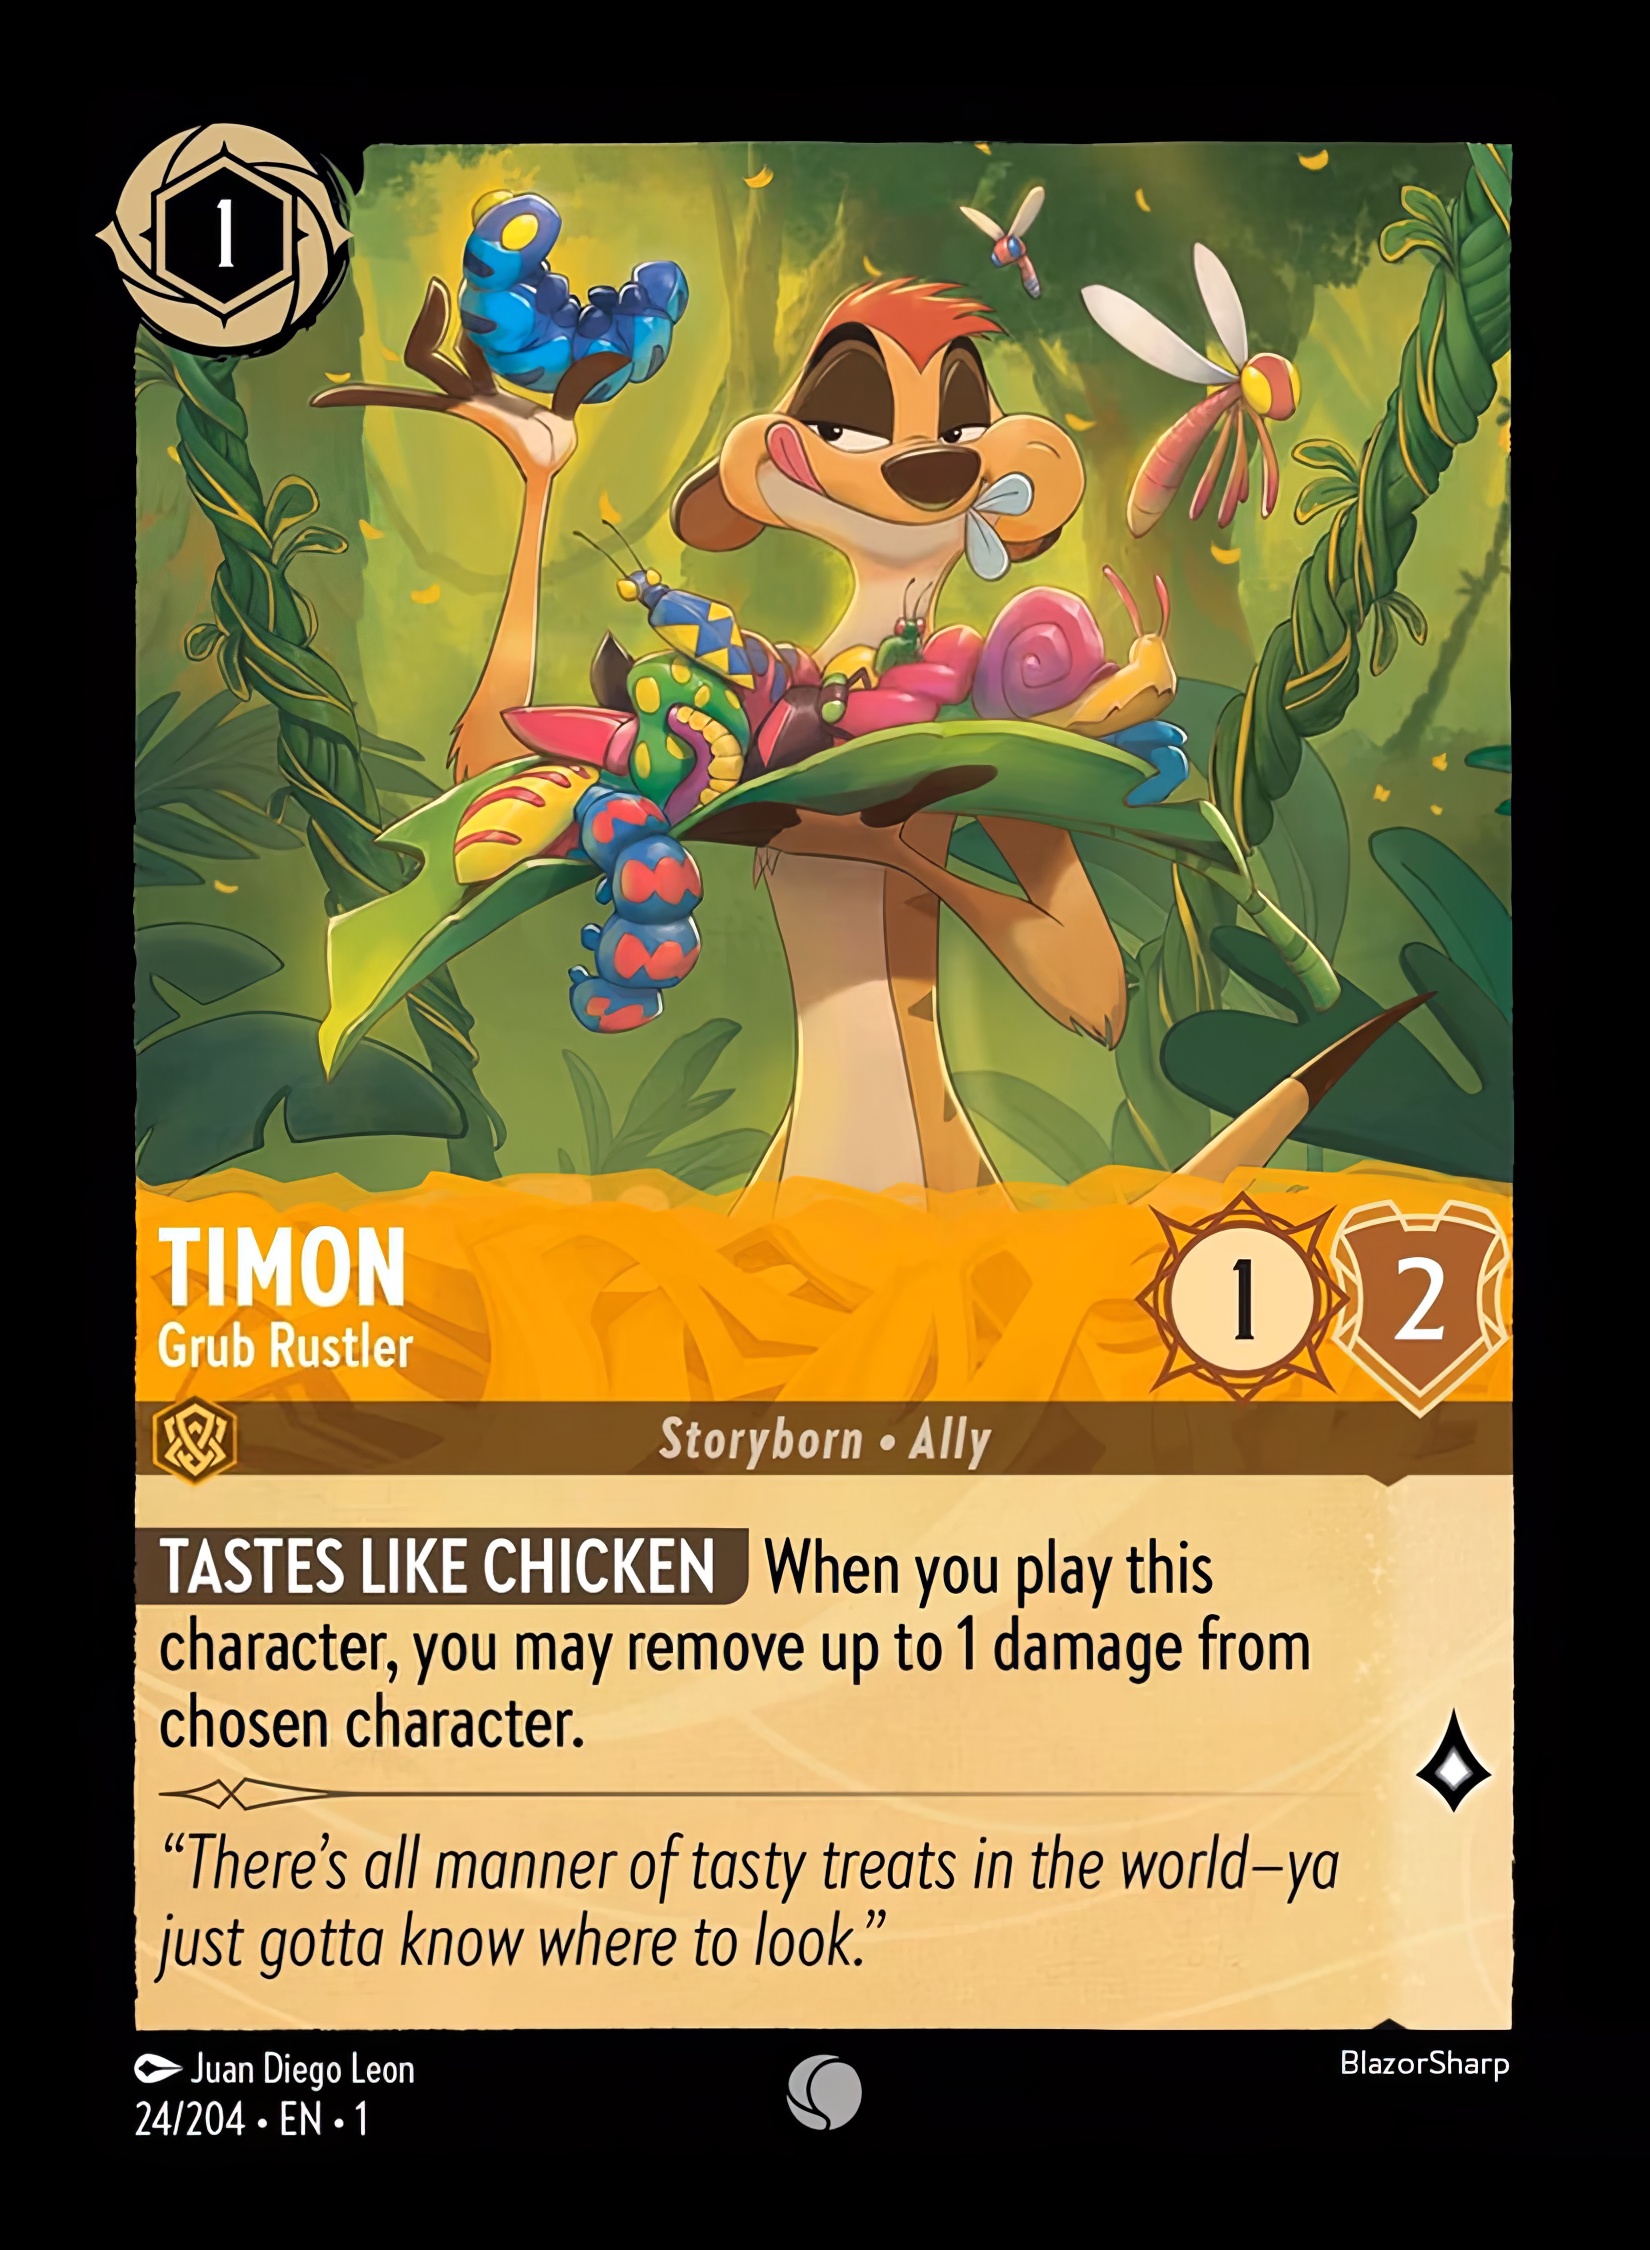 1
TIMON
Grub Rustler
1 2
Storyborn • Ally
TASTES LIKE CHICKEN When you play this
character, you may remove up to 1 damage from
chosen character.
“There’s all manner of tasty treats in the world—ya
just gotta know where to look.”
Juan Diego Leon
BlazorSharp
24/204 • EN • 1